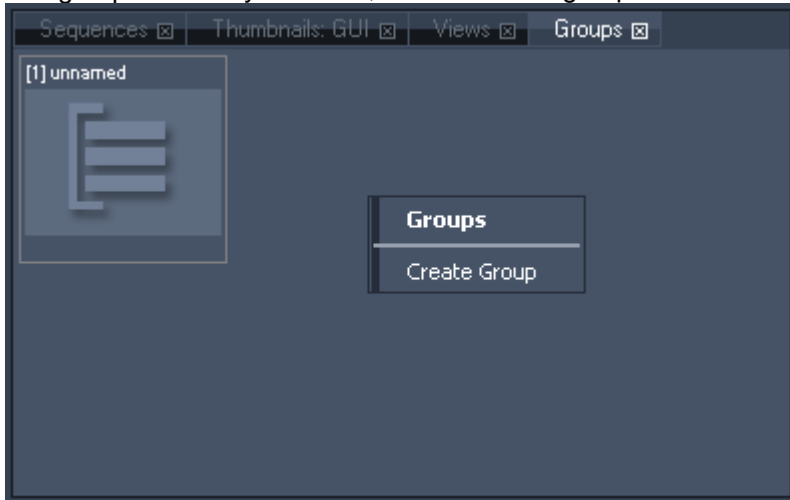 Sequences Thumbnails: GUI Views Groups
[1] unnamed
Groups
Create Group